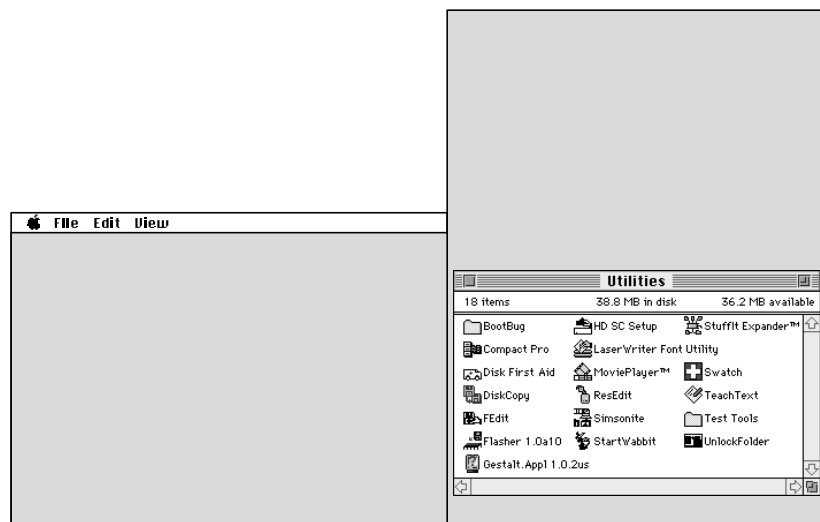 File Edit View
Utilities
18 items 38.8 MB in disk 36.2 MB available
BootBug HD SC Setup StuffIt Expander™
Compact Pro LaserWriter Font Utility
Disk First Aid MoviePlayer™ Swatch
DiskCopy ResEdit TeachText
FEdit Simsonite Test Tools
Flasher 1.0a10 StartWabbit UnlockFolder
Gestalt.Appl 1.0.2us